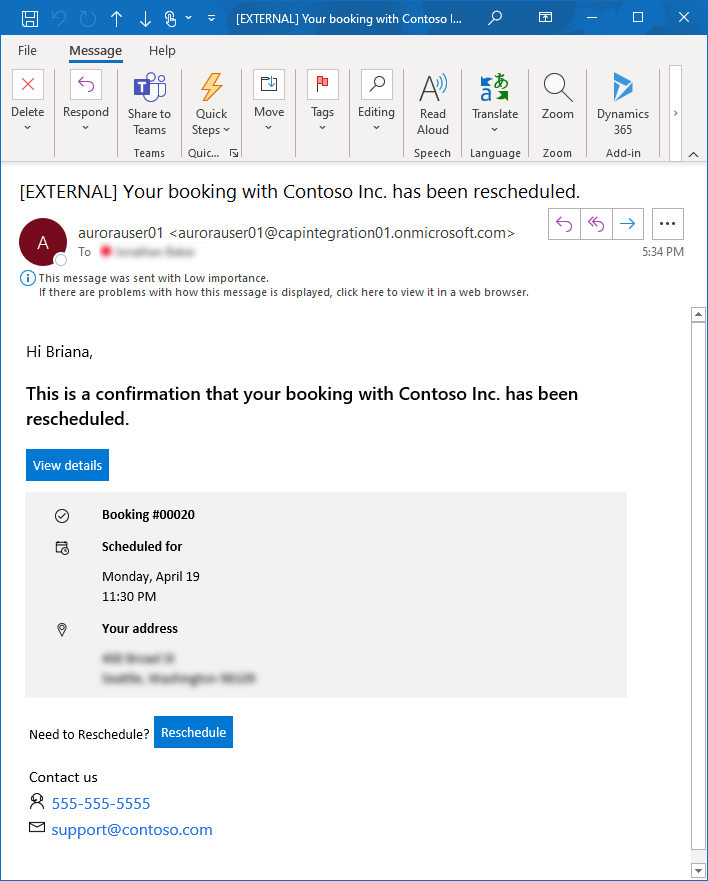 [EXTERNAL] Your booking with Contoso I...
File Message Help
Delete
Respond
Share to Teams
Quick Steps
Move
Tags
Editing
Read Aloud
Translate
Zoom
Dynamics 365
Teams
Quic...
Speech
Language
Zoom
Add-in
[EXTERNAL] Your booking with Contoso Inc. has been rescheduled.
A
aurorauser01 <aurorauser01@capintegration01.onmicrosoft.com>
To
5:34 PM
This message was sent with Low importance.
If there are problems with how this message is displayed, click here to view it in a web browser.
Hi Briana,
This is a confirmation that your booking with Contoso Inc. has been
rescheduled.
View details
Booking #00020
Scheduled for
Monday, April 19
11:30 PM
Your address
Need to Reschedule? Reschedule
Contact us
555-555-5555
support@contoso.com